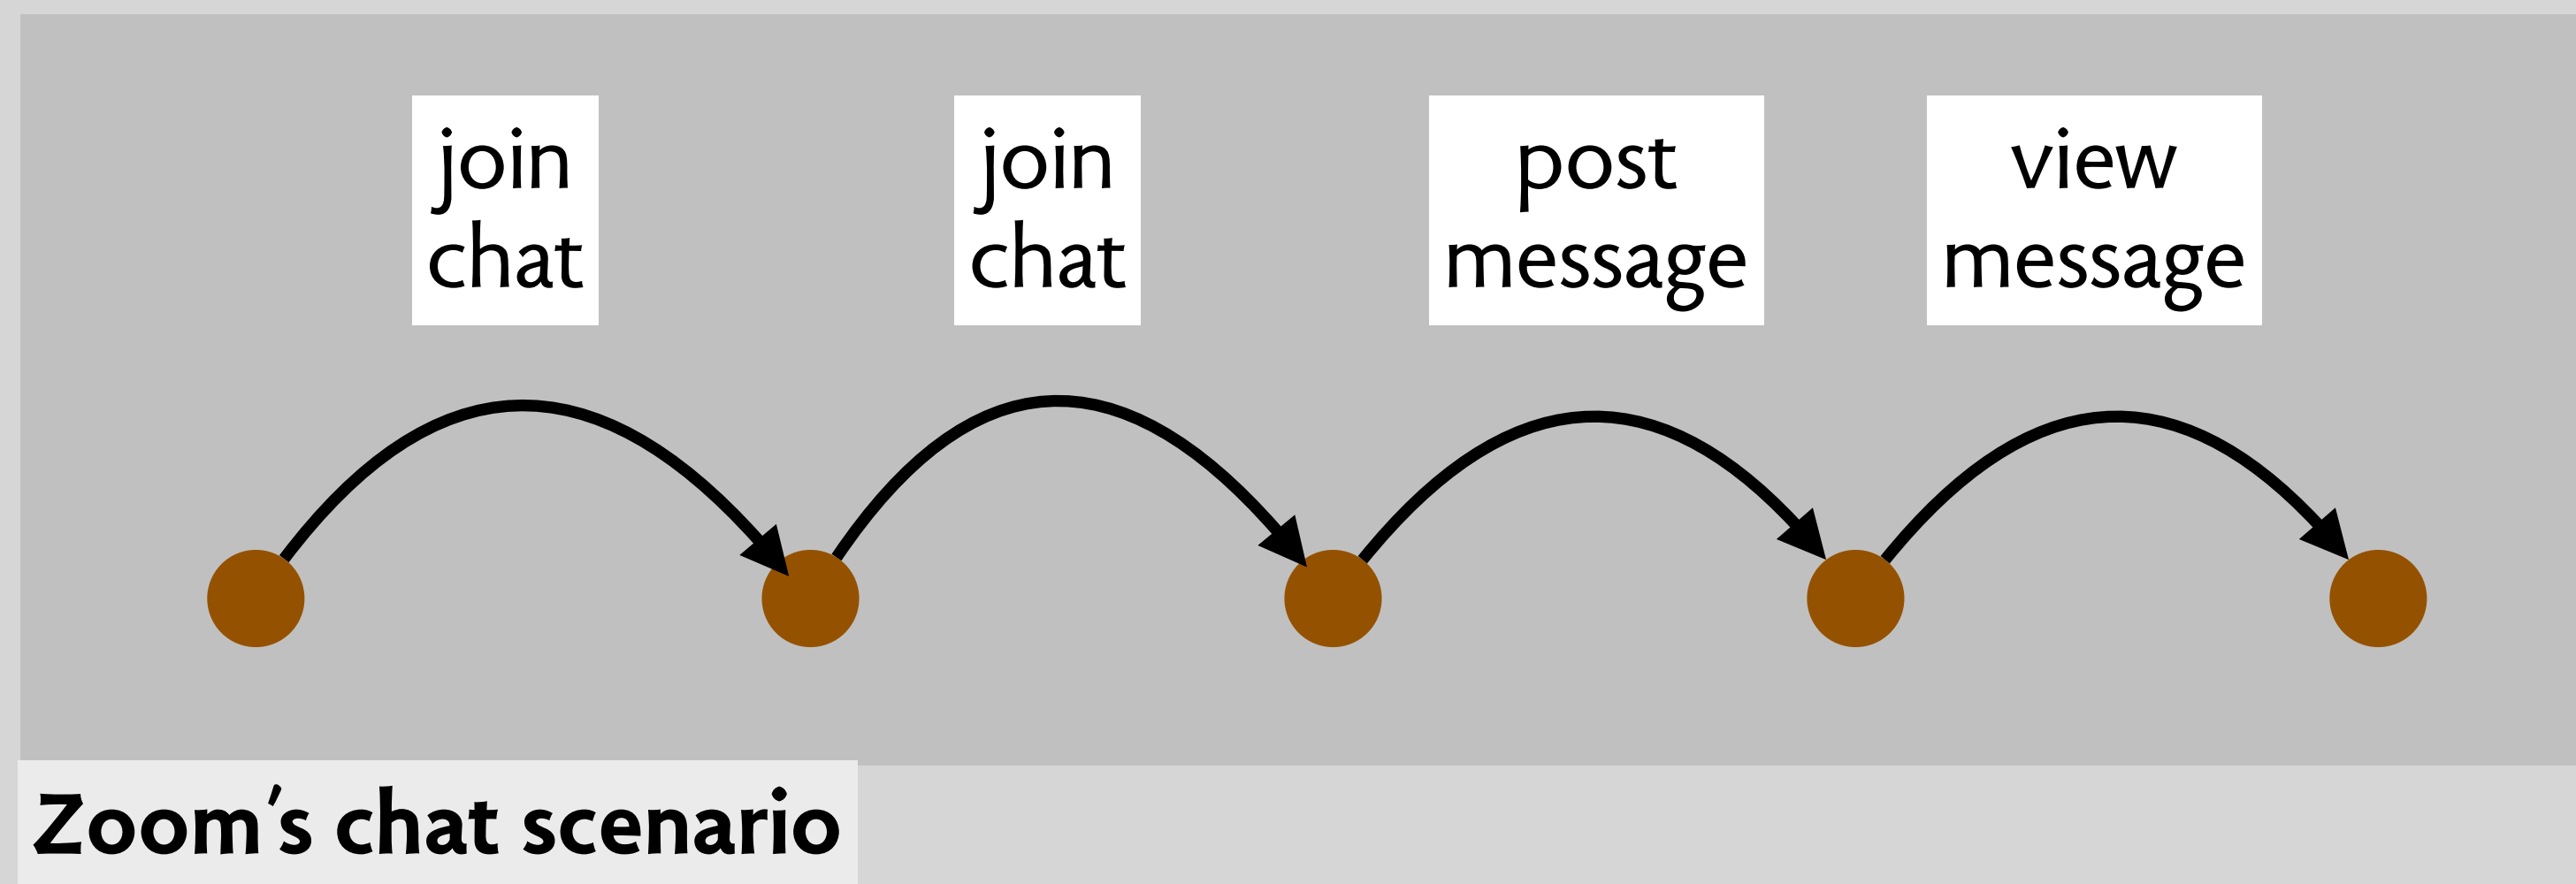 join
chat
join
chat
post
message
view
message
Zoom's chat scenario